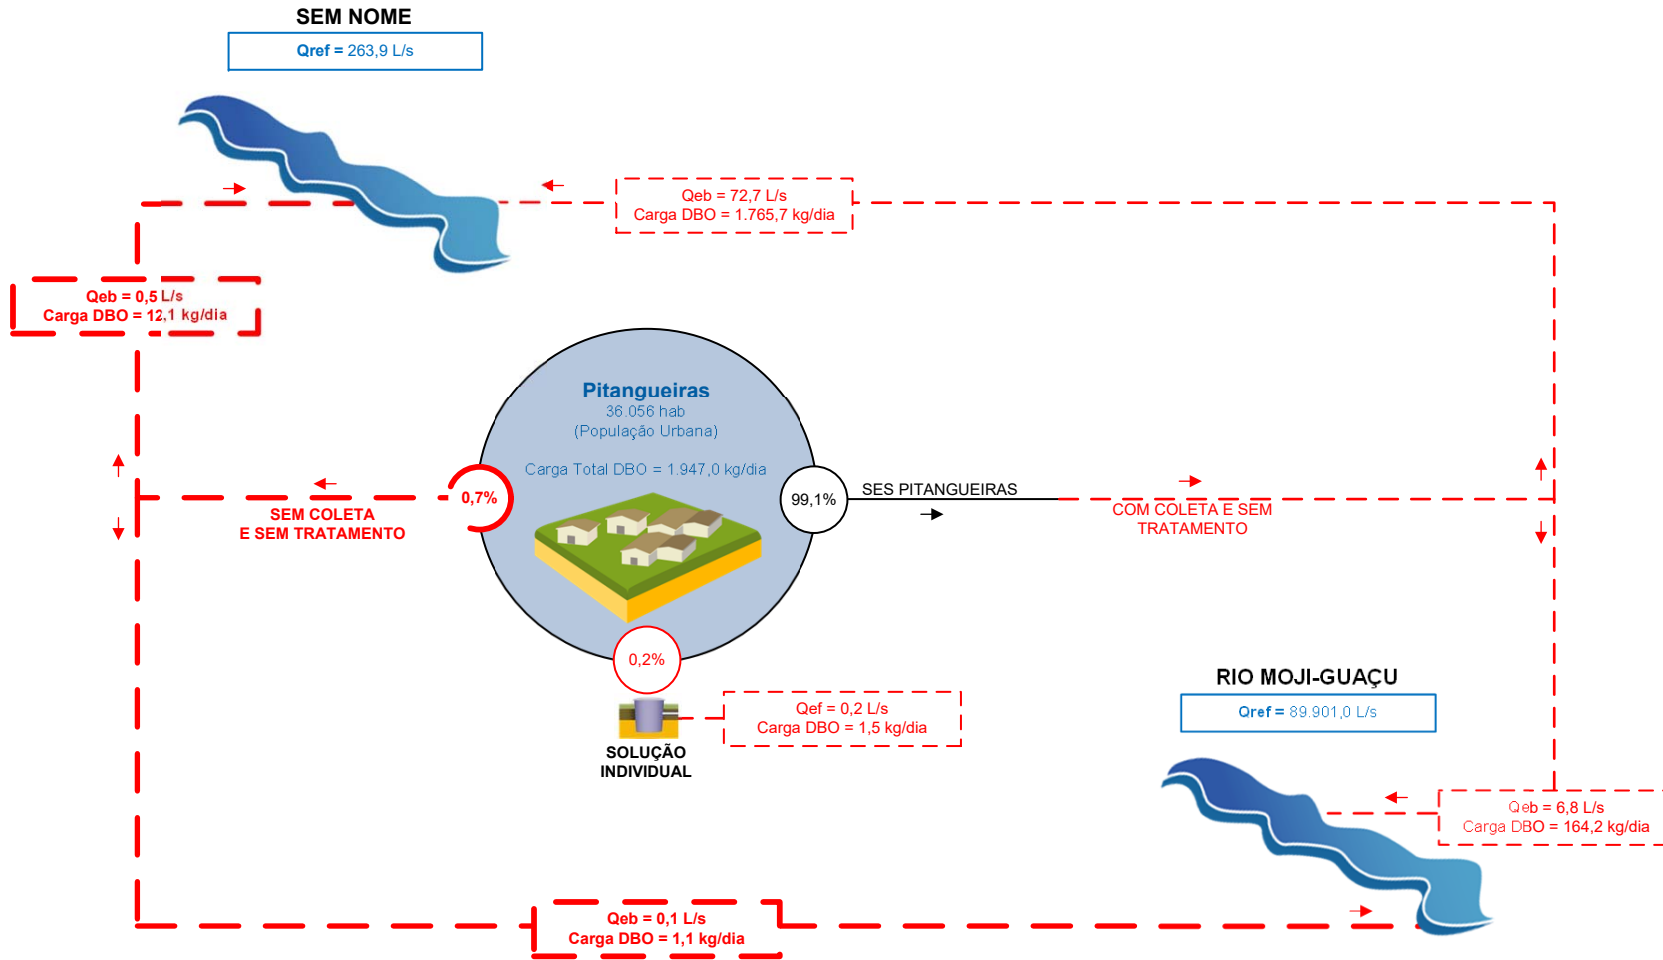 SEM NOME
Qref = 263,9 L/s
Qeb = 72,7 L/s
Carga DBO = 1.765,7 kg/dia
Qeb = 0,5 L/s
Carga DBO = 12,1 kg/dia
Pitangueiras
36.056 hab
(População Urbana)
Carga Total DBO = 1.947,0 kg/dia
0,7%
99,1%
SES PITANGUEIRAS
SEM COLETA
E SEM TRATAMENTO
COM COLETA E SEM
TRATAMENTO
0,2%
Qef = 0,2 L/s
Carga DBO = 1,5 kg/dia
SOLUÇÃO
INDIVIDUAL
RIO MOJI-GUAÇU
Qref = 89.901,0 L/s
Qeb = 6,8 L/s
Carga DBO = 164,2 kg/dia
Qeb = 0,1 L/s
Carga DBO = 1,1 kg/dia